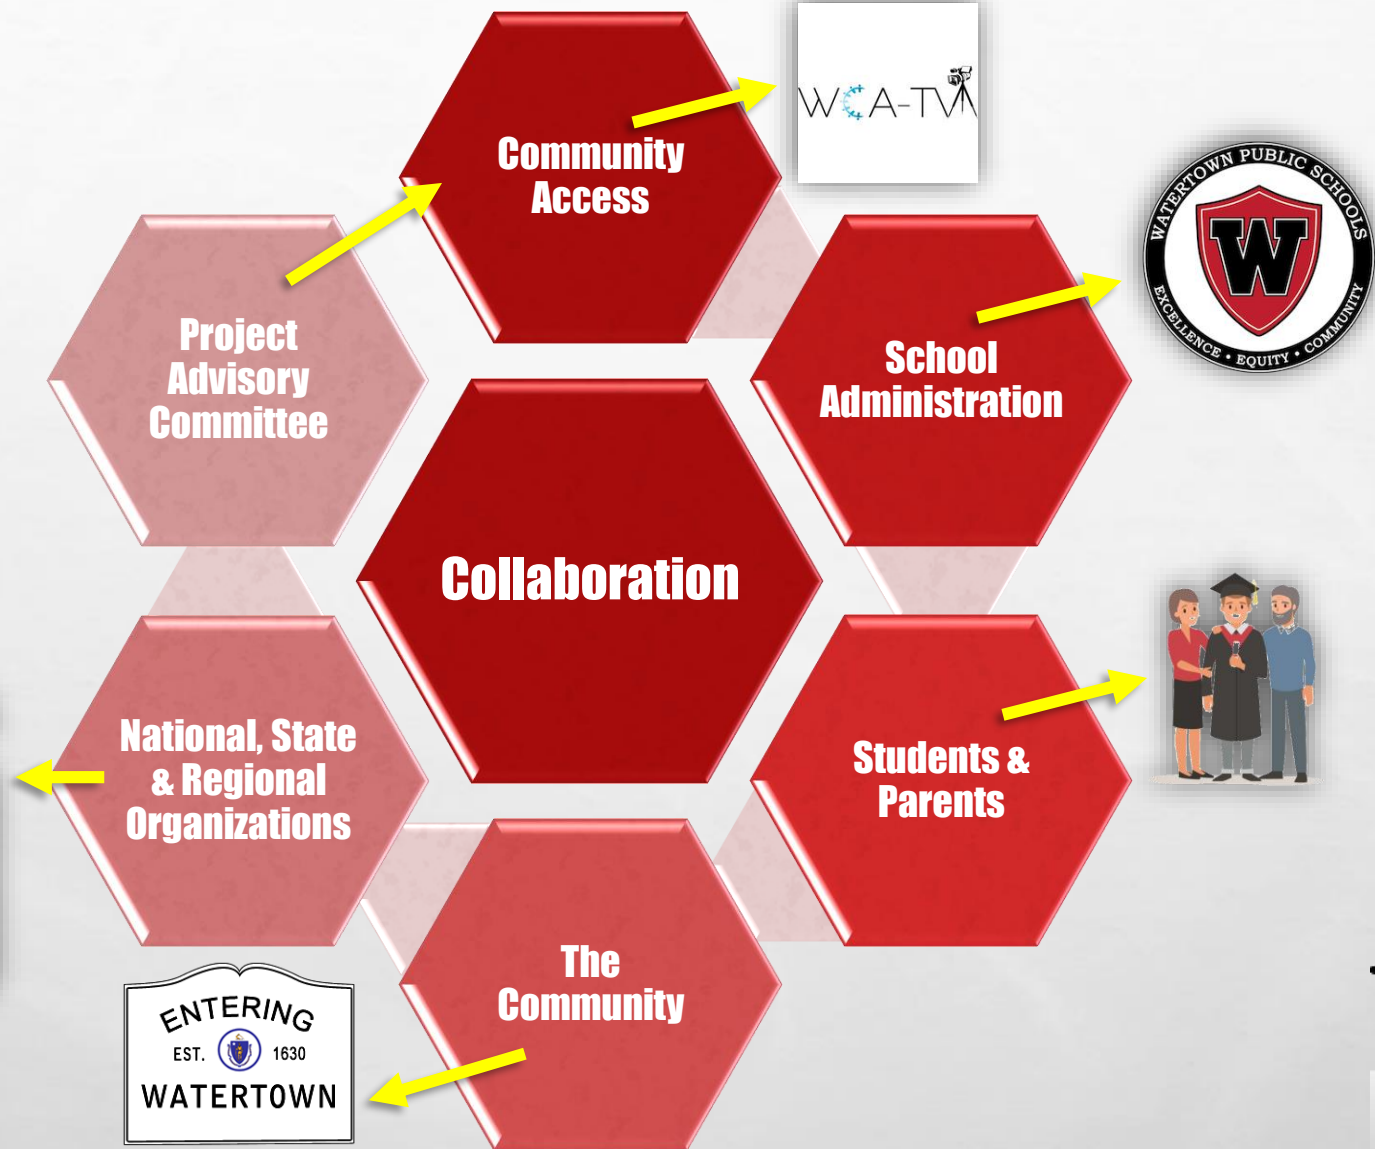 WCA-TV
Community
Access
WATERTOWN PUBLIC SCHOOLS
W
EXCELLENCE • EQUITY • COMMUNITY
Project
Advisory
Committee
School
Administration
Collaboration
National, State
& Regional
Organizations
Students &
Parents
The
Community
ENTERING
EST. 1630
WATERTOWN